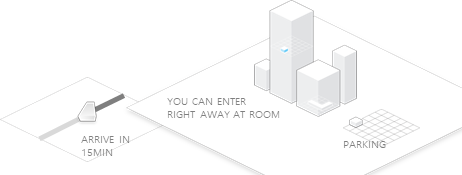 YOU CAN ENTER
RIGHT AWAY AT ROOM
ARRIVE IN
15MIN
PARKING